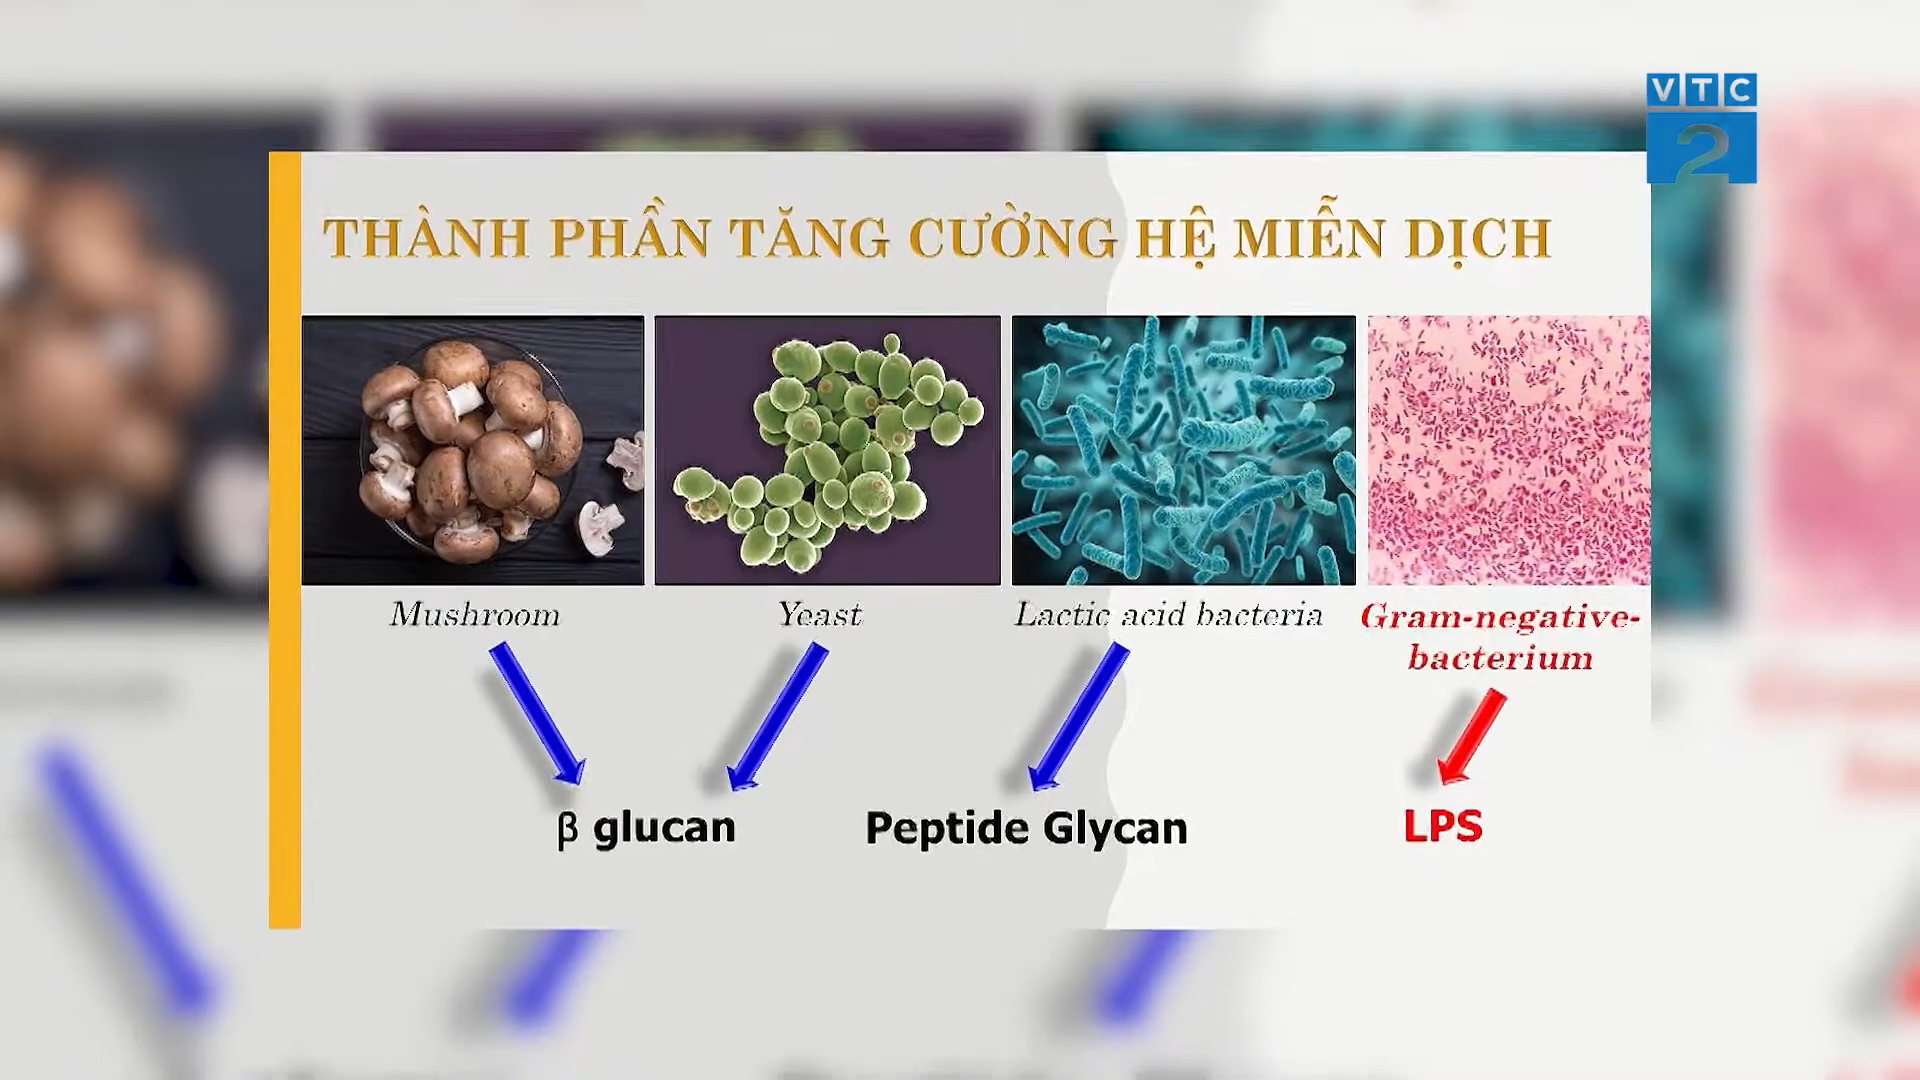 VTC
2
THÀNH PHẦN TĂNG CƯỜNG HỆ MIỄN DỊCH
Mushroom
Yeast
Lactic acid bacteria
Gram-negative-
bacterium
β glucan
Peptide Glycan
LPS